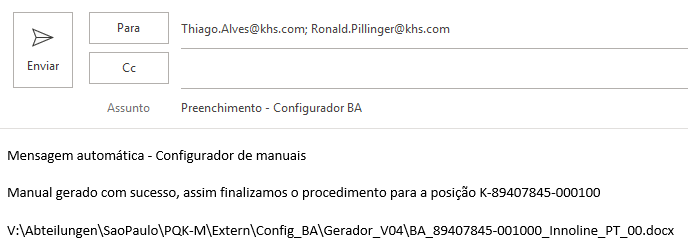 Para
Thiago.Alves@khs.com; Ronald.Pillinger@khs.com
Enviar
Cc
Assunto
Preenchimento - Configurador BA
Mensagem automática - Configurador de manuais
Manual gerado com sucesso, assim finalizamos o procedimento para a posição K-89407845-000100
V:\Abteilungen\SaoPaulo\PQK-M\Extern\Config_BA\Gerador_V04\BA_89407845-001000_Innoline_PT_00.docx